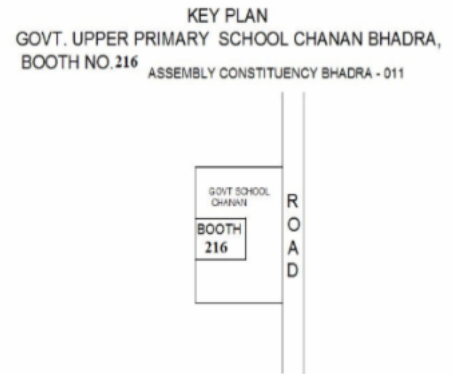 KEY PLAN
GOVT. UPPER PRIMARY SCHOOL CHANAN BHADRA,
BOOTH NO.216 ASSEMBLY CONSTITUENCY BHADRA - 011
GOVT SCHOOL
CHANAN
BOOTH
216
ROAD